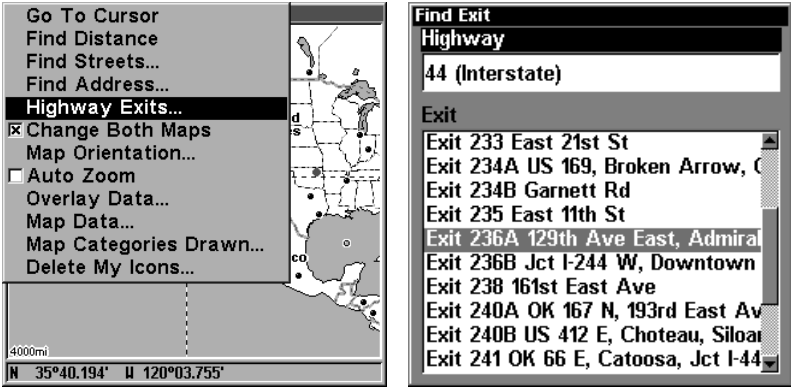 Go To Cursor
Find Distance
Find Streets...
Find Address...
Highway Exits...
Change Both Maps
Map Orientation...
Auto Zoom
Overlay Data...
Map Data...
Map Categories Drawn...
Delete My Icons...
d
es
co
4000mi
N 35°40.194' W 120°03.755'
Find Exit
Highway
44 (Interstate)
Exit
Exit 233 East 21st St
Exit 234A US 169, Broken Arrow,
Exit 234B Garnett Rd
Exit 235 East 11th St
Exit 236A 129th Ave East, Admiral
Exit 236B Jct I-244 W, Downtown
Exit 238 161st East Ave
Exit 240A OK 167 N, 193rd East Av
Exit 240B US 412 E, Choteau, Siloa
Exit 241 OK 66 E, Catoosa, Jct I-44